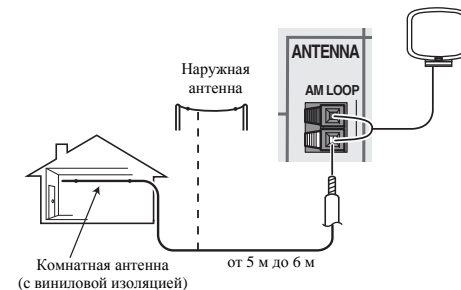 ANTENNA
AM LOOP
Наружная
антенна
от 5 м до 6 м
Комнатная антенна
(с виниловой изоляцией)